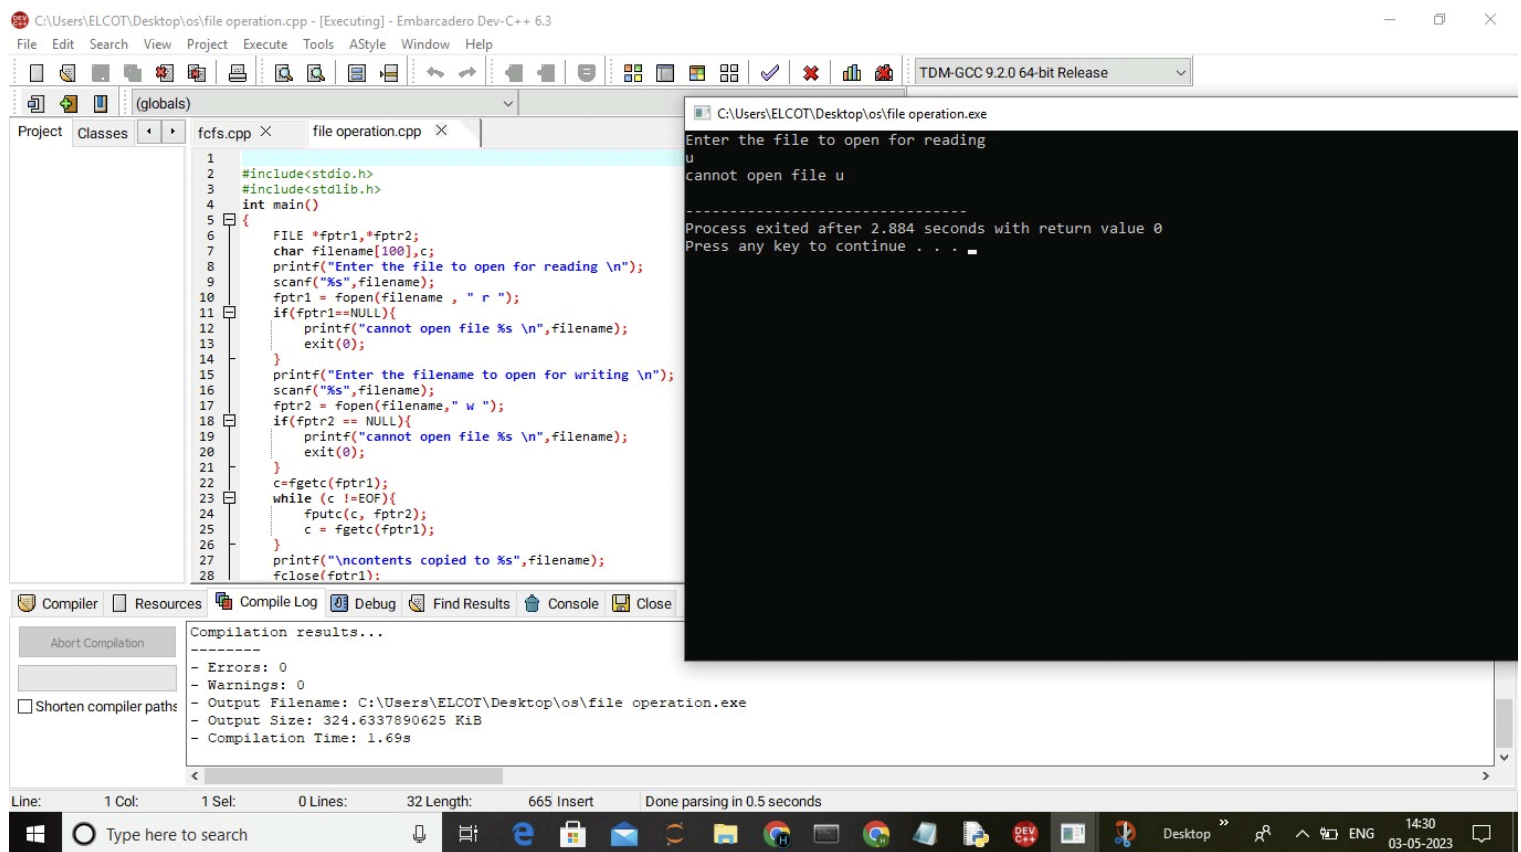 C:\Users\ELCOT\Desktop\os\file operation.cpp - [Executing] - Embarcadero Dev-C++ 6.3
File Edit Search View Project Execute Tools AStyle Window Help
TDM-GCC 9.2.0 64-bit Release
(globals)
Project Classes
fcfs.cpp file operation.cpp
1
2 #include<stdio.h>
3 #include<stdlib.h>
4 int main()
5 {
6 FILE *fptr1,*fptr2;
7 char filename[100],c;
8 printf("Enter the file to open for reading \n");
9 scanf("%s",filename);
10 fptr1 = fopen(filename , " r ");
11 if(fptr1==NULL){
12 printf("cannot open file %s \n",filename);
13 exit(0);
14 }
15 printf("Enter the filename to open for writing \n");
16 scanf("%s",filename);
17 fptr2 = fopen(filename," w ");
18 if(fptr2 == NULL){
19 printf("cannot open file %s \n",filename);
20 exit(0);
21 }
22 c=fgetc(fptr1);
23 while (c !=EOF){
24 fputc(c, fptr2);
25 c = fgetc(fptr1);
26 }
27 printf("\ncontents copied to %s",filename);
28 fclose(fptr1);
C:\Users\ELCOT\Desktop\os\file operation.exe
Enter the file to open for reading
u
cannot open file u
--------------------------------
Process exited after 2.884 seconds with return value 0
Press any key to continue . . .
Compiler Resources Compile Log Debug Find Results Console Close
Abort Compilation
Shorten compiler paths
Compilation results...
--------
- Errors: 0
- Warnings: 0
- Output Filename: C:\Users\ELCOT\Desktop\os\file operation.exe
- Output Size: 324.6337890625 KiB
- Compilation Time: 1.69s
Line: 1 Col: 1 Sel: 0 Lines: 32 Length: 665 Insert Done parsing in 0.5 seconds
Type here to search
DEV C++
Desktop
ENG
14:30
03-05-2023